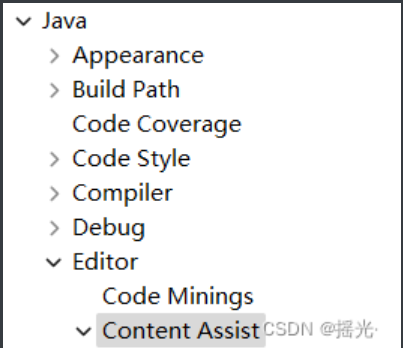 Java
Appearance
Build Path
Code Coverage
Code Style
Compiler
Debug
Editor
Code Minings
Content Assist CSDN @摇光·